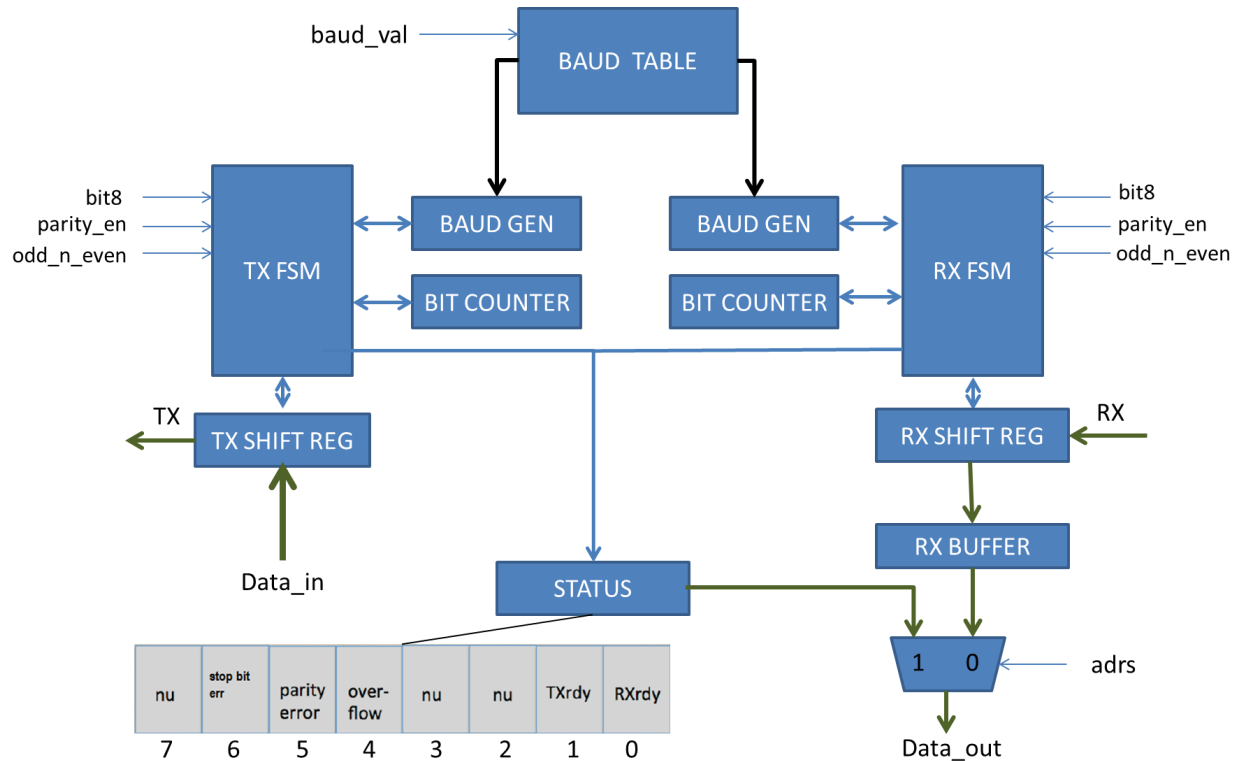 baud_val
BAUD TABLE
bit8
parity_en
odd_n_even
TX FSM
BAUD GEN
BIT COUNTER
BAUD GEN
BIT COUNTER
RX FSM
bit8
parity_en
odd_n_even
TX
TX SHIFT REG
RX SHIFT REG
RX
Data_in
RX BUFFER
STATUS
1 0
adrs
Data_out
nu
stop bit
err
parity
error
over-
flow
nu
nu
TXrdy
RXrdy
7 6 5 4 3 2 1 0